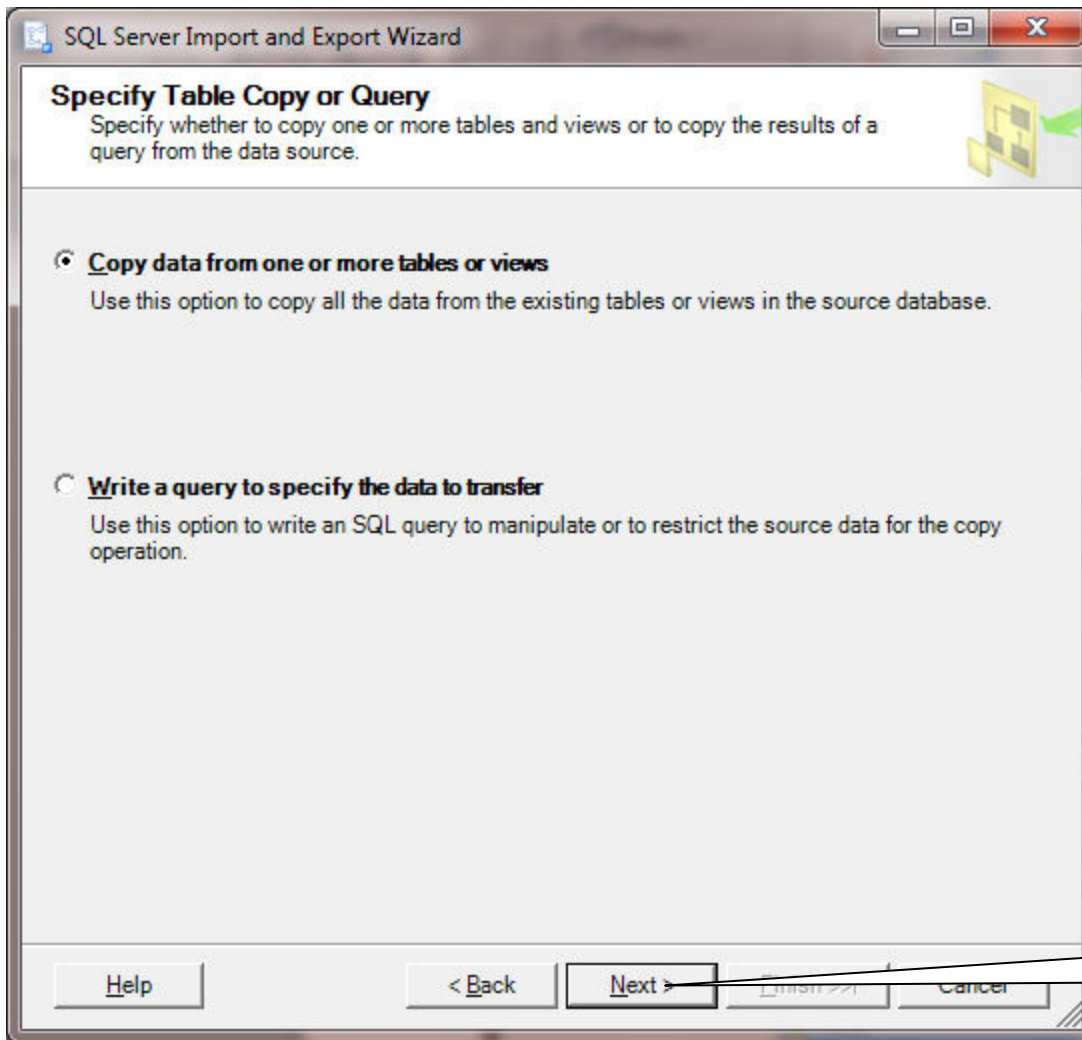 SQL Server Import and Export Wizard
Specify Table Copy or Query
Specify whether to copy one or more tables and views or to copy the results of a
query from the data source.
Copy data from one or more tables or views
Use this option to copy all the data from the existing tables or views in the source database.
Write a query to specify the data to transfer
Use this option to write an SQL query to manipulate or to restrict the source data for the copy
operation.
Help
< Back
Next >
Finish >>|
Cancel